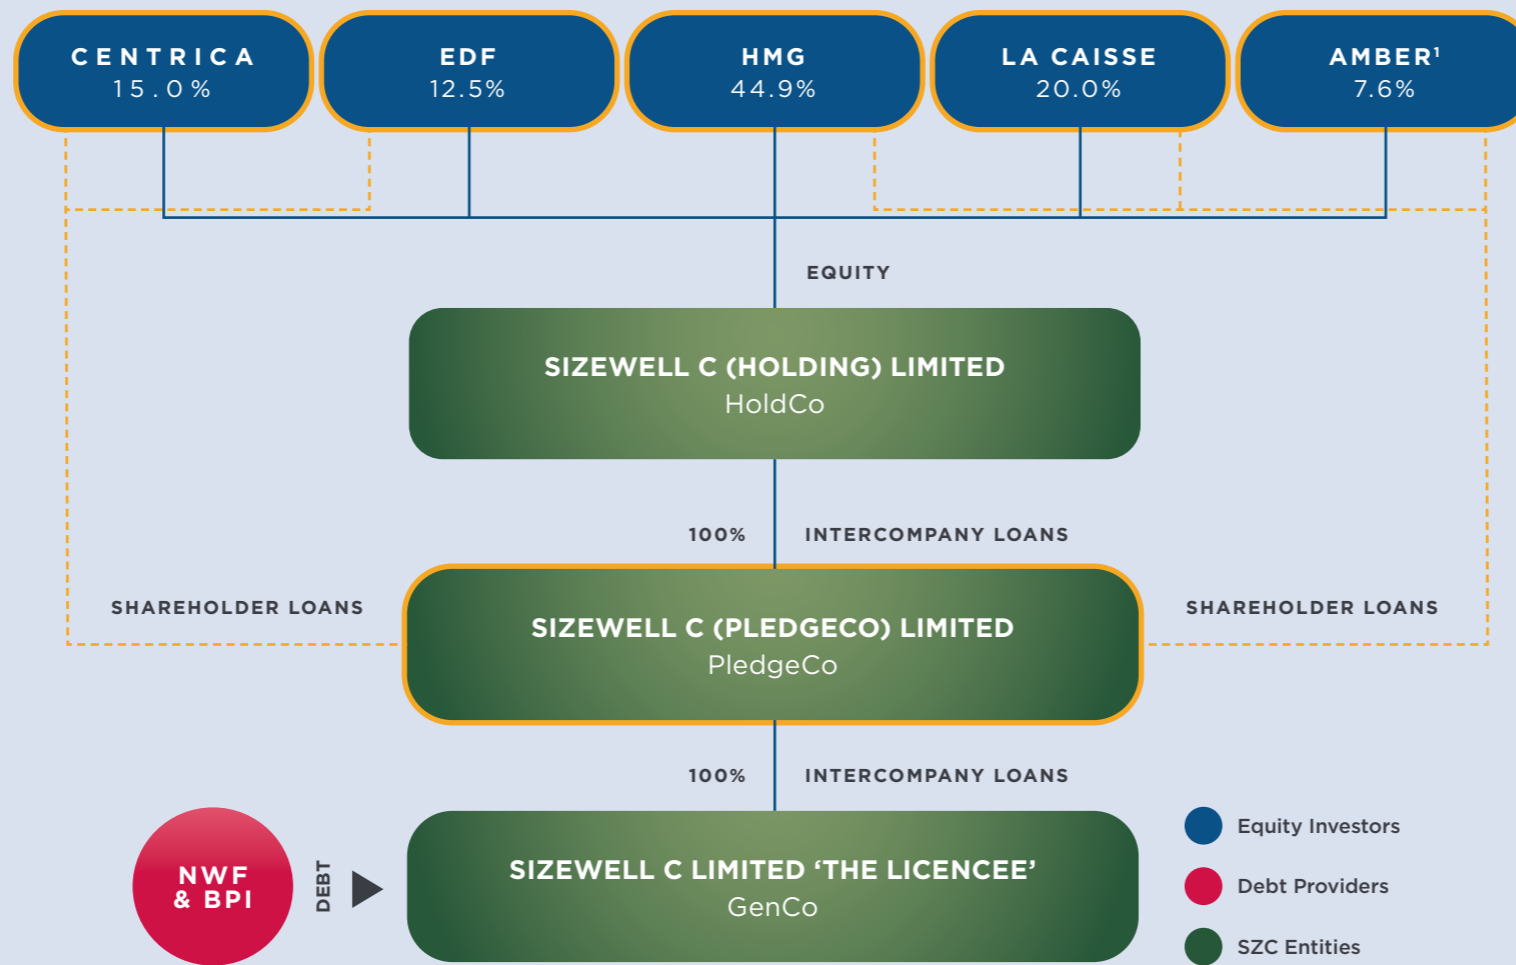 CENTRICA
15.0%
EDF
12.5%
HMG
44.9%
LA CAISSE
20.0%
AMBER¹
7.6%
EQUITY
SIZEWELL C (HOLDING) LIMITED
HoldCo
100%
INTERCOMPANY LOANS
SHAREHOLDER LOANS
SIZEWELL C (PLEDGECO) LIMITED
PledgeCo
SHAREHOLDER LOANS
100%
INTERCOMPANY LOANS
NWF
& BPI
DEBT
SIZEWELL C LIMITED ‘THE LICENCEE’
GenCo
Equity Investors
Debt Providers
SZC Entities